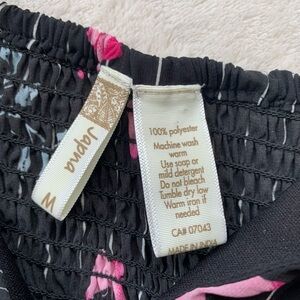 Japna
M
100% polyester
Machine wash
warm
Use soap or
mild detergent
Do not bleach
Tumble dry low
Warm iron if
needed
CA# 07043
MADE IN INDIA